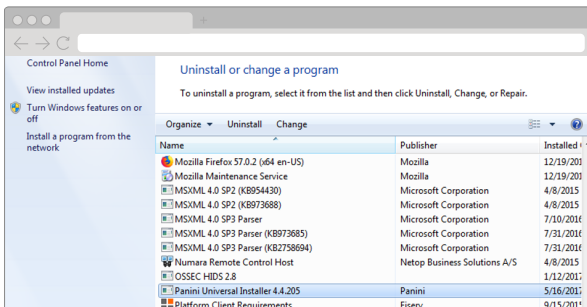 Control Panel Home
View installed updates
Turn Windows features on or
off
Install a program from the
network
Uninstall or change a program
To uninstall a program, select it from the list and then click Uninstall, Change, or Repair.
Organize Uninstall Change
Name Publisher Installed
Mozilla Firefox 57.0.2 (x64 en-US) Mozilla 12/19/201
Mozilla Maintenance Service Mozilla 12/19/201
MSXML 4.0 SP2 (KB954430) Microsoft Corporation 4/8/2015
MSXML 4.0 SP2 (KB973688) Microsoft Corporation 4/8/2015
MSXML 4.0 SP3 Parser Microsoft Corporation 7/10/2016
MSXML 4.0 SP3 Parser (KB973685) Microsoft Corporation 7/31/2016
MSXML 4.0 SP3 Parser (KB2758694) Microsoft Corporation 7/31/2016
Numara Remote Control Host Netop Business Solutions A/S 4/8/2015
OSSEC HIDS 2.8 1/12/2017
Panini Universal Installer 4.4.205 Panini 5/16/2017
Platform Client Requirements Fiserv 9/15/2015